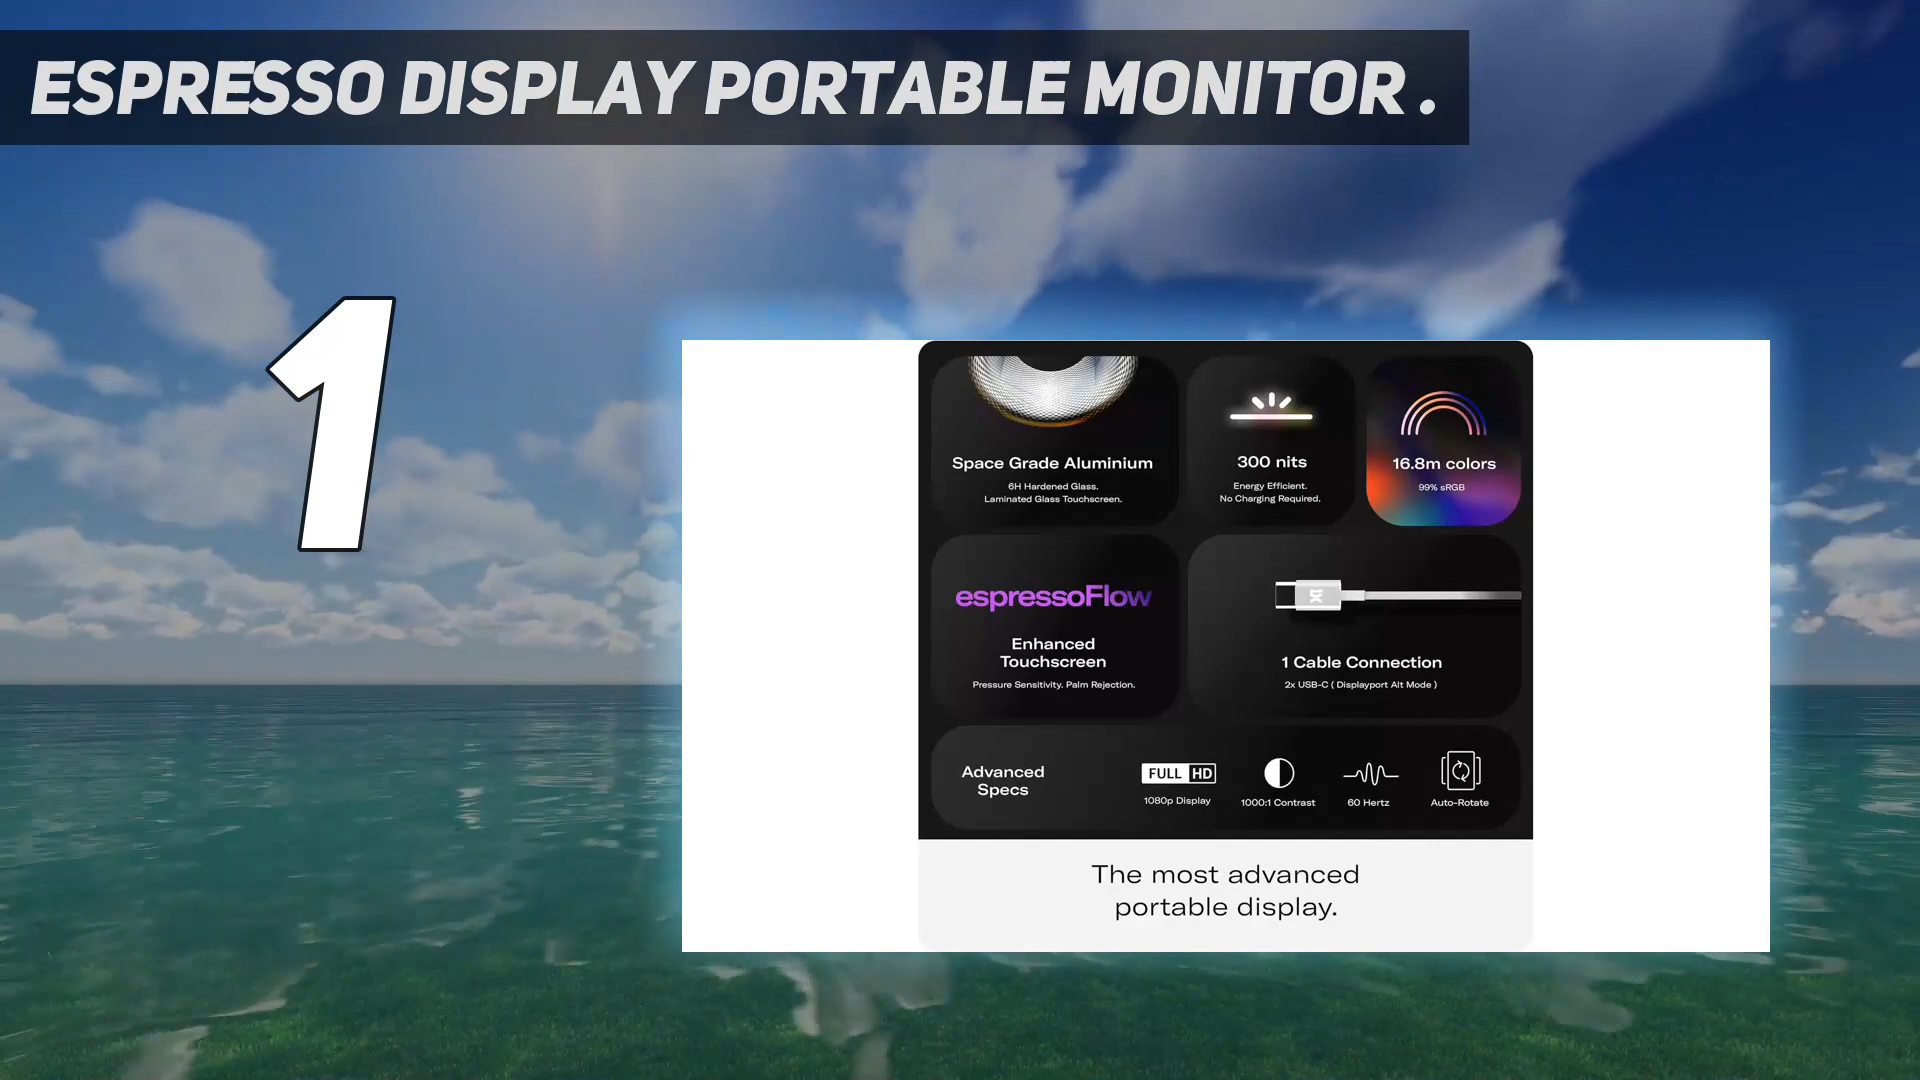 ESPRESSO DISPLAY PORTABLE MONITOR .
1
Space Grade Aluminium
6H Hardened Glass.
Laminated Glass Touchscreen.
300 nits
Energy Efficient.
No Charging Required.
16.8m colors
99% sRGB
espressoFlow
Enhanced
Touchscreen
Pressure Sensitivity. Palm Rejection.
1 Cable Connection
2x USB-C ( Displayport Alt Mode )
Advanced
Specs
FULL HD
1080p Display
1000:1 Contrast
60 Hertz
Auto-Rotate
The most advanced
portable display.